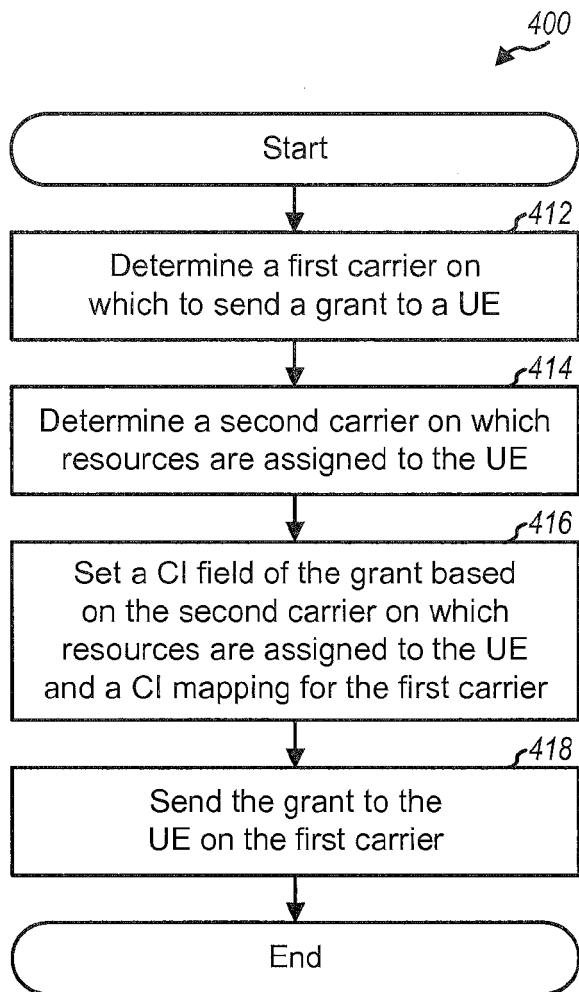 400
Start
412
Determine a first carrier on
which to send a grant to a UE
414
Determine a second carrier on which
resources are assigned to the UE
416
Set a CI field of the grant based
on the second carrier on which
resources are assigned to the UE
and a CI mapping for the first carrier
418
Send the grant to the
UE on the first carrier
End